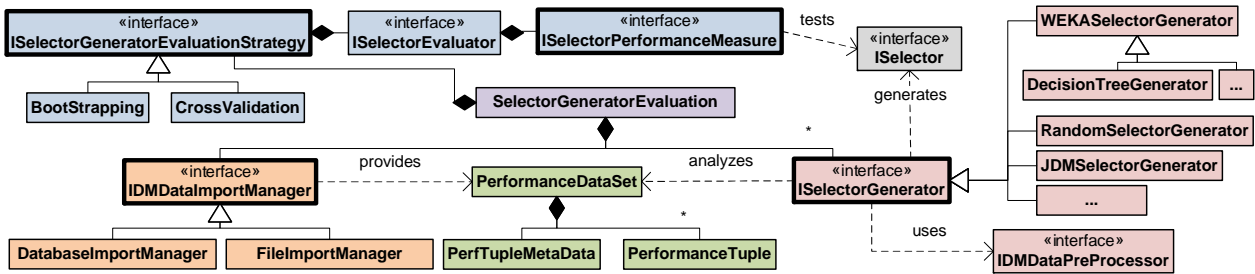 «interface»
ISelectorGeneratorEvaluationStrategy
«interface»
ISelectorEvaluator
«interface»
ISelectorPerformanceMeasure
tests
«interface»
ISelector
WEKASelectorGenerator
DecisionTreeGenerator
...
BootStrapping
CrossValidation
SelectorGeneratorEvaluation
generates
*
RandomSelectorGenerator
«interface»
IDMDataImportManager
provides
PerformanceDataSet
analyzes
«interface»
ISelectorGenerator
JDMSelectorGenerator
...
*
uses
DatabaseImportManager
FileImportManager
PerfTupleMetaData
PerformanceTuple
«interface»
IDMDataPreProcessor